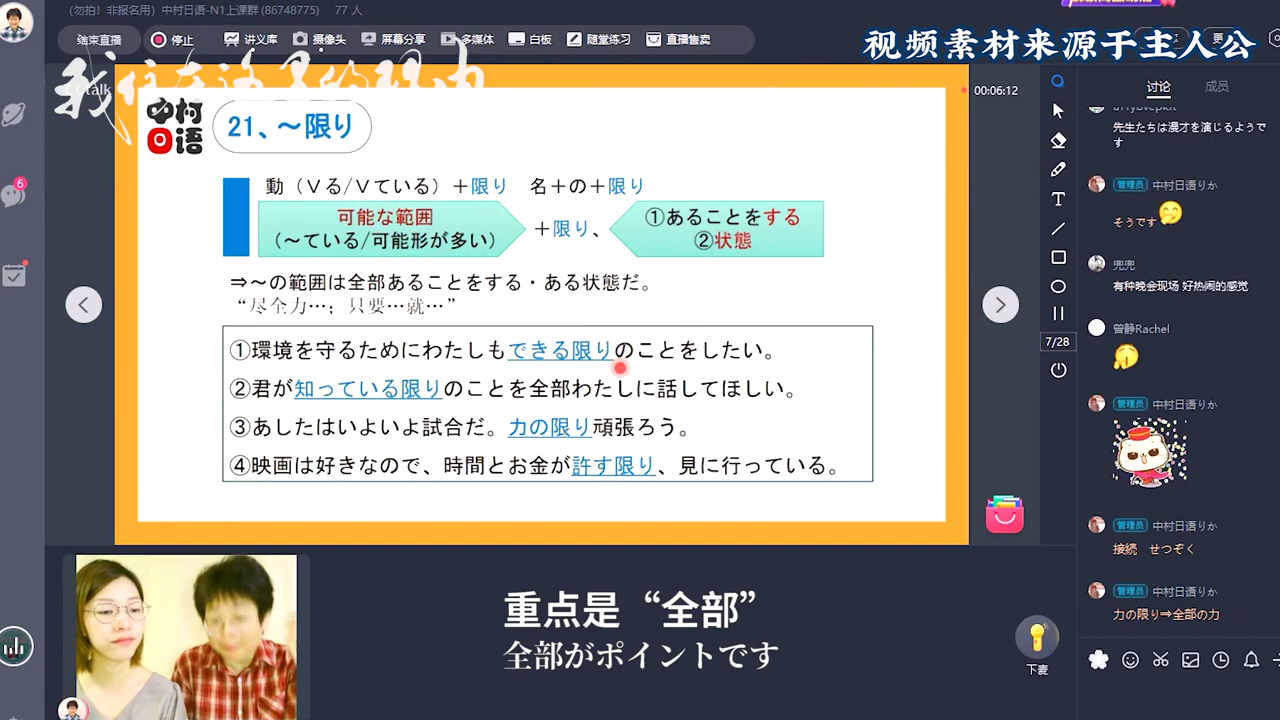 (勿拍！非报名用）中村日语-N1上课群 (86748775) 77 人
结束直播 停止 讲义库 摄像头 屏幕分享 多媒体 白板 随堂练习 直播售卖
视频素材来源于主人公
我住在这里的理由
00:06:12
中村日语
21、～限り
動（Vる/Vている）＋限り 名＋の＋限り
可能な範囲
（～ている/可能形が多い）
＋限り、
①あることをする
②状態
⇒～の範囲は全部あることをする・ある状態だ。
“尽全力…；只要…就…”
①環境を守るためにわたしもできる限りのことをしたい。
②君が知っている限りのことを全部わたしに話してほしい。
③あしたはいよいよ試合だ。力の限り頑張ろう。
④映画は好きなので、時間とお金が許す限り、見に行っている。
6
T
7/28
讨论 成员
先生たちは漫才を演じるようで
す
管理员 中村日语りか
そうです
兜兜
有种晚会现场 好热闹的感觉
曾静Rachel
管理员 中村日语りか
管理员 中村日语りか
接続 せつぞく
管理员 中村日语りか
力の限り⇒全部の力
下麦
重点是“全部”
全部がポイントです